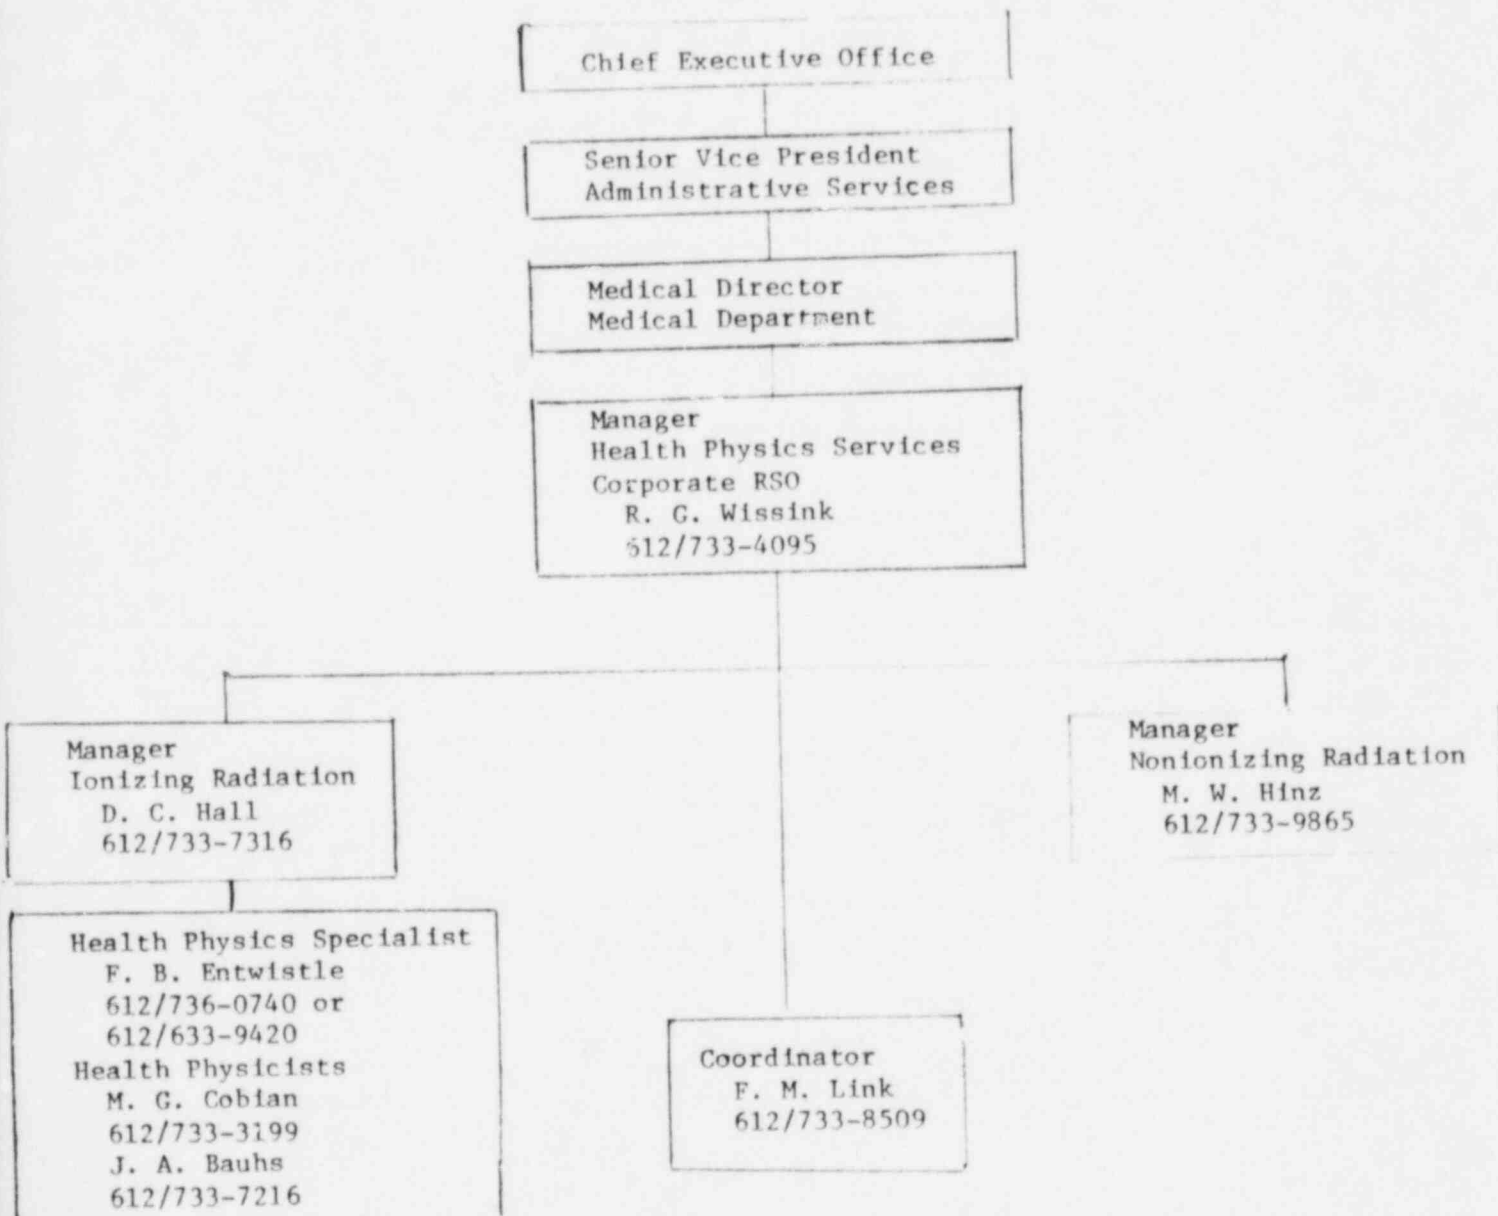 Chief Executive Office
Senior Vice President
Administrative Services
Medical Director
Medical Department
Manager
Health Physics Services
Corporate RSO
R. G. Wissink
612/733-4095
Manager
Ionizing Radiation
D. C. Hall
612/733-7316
Manager
Nonionizing Radiation
M. W. Hinz
612/733-9865
Health Physics Specialist
F. B. Entwistle
612/736-0740 or
612/633-9420
Health Physicists
M. G. Cobian
612/733-3199
J. A. Bauhs
612/733-7216
Coordinator
F. M. Link
612/733-8509